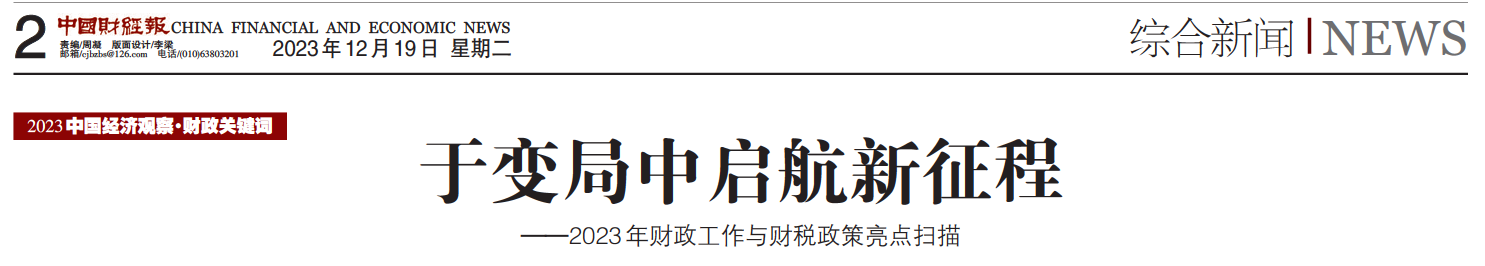 2 中國财經報 CHINA FINANCIAL AND ECONOMIC NEWS
责编/周凝 版面设计/李梁
邮箱/cjbzbs@126.com 电话/(010)63803201
2023年12月19日 星期二
综合新闻 | NEWS
2023中国经济观察·财政关键词
于变局中启航新征程
——2023年财政工作与财税政策亮点扫描